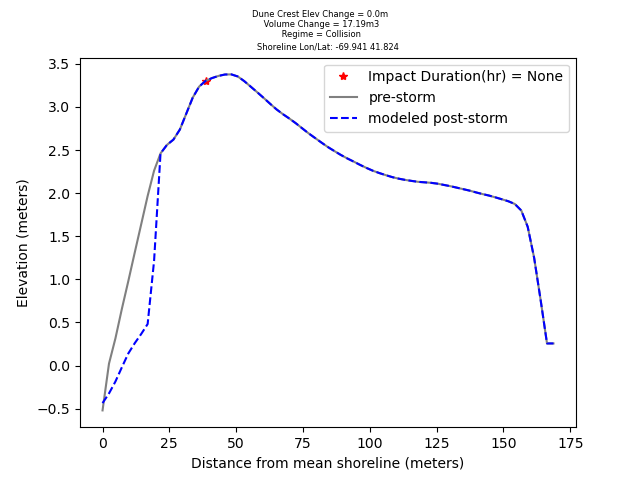 Dune Crest Elev Change = 0.0m
Volume Change = 17.19m3
Regime = Collision
Shoreline Lon/Lat: -69.941 41.824
Impact Duration(hr) = None
pre-storm
modeled post-storm
Elevation (meters)
3.5
3.0
2.5
2.0
1.5
1.0
0.5
0.0
−0.5
0 25 50 75 100 125 150 175
Distance from mean shoreline (meters)